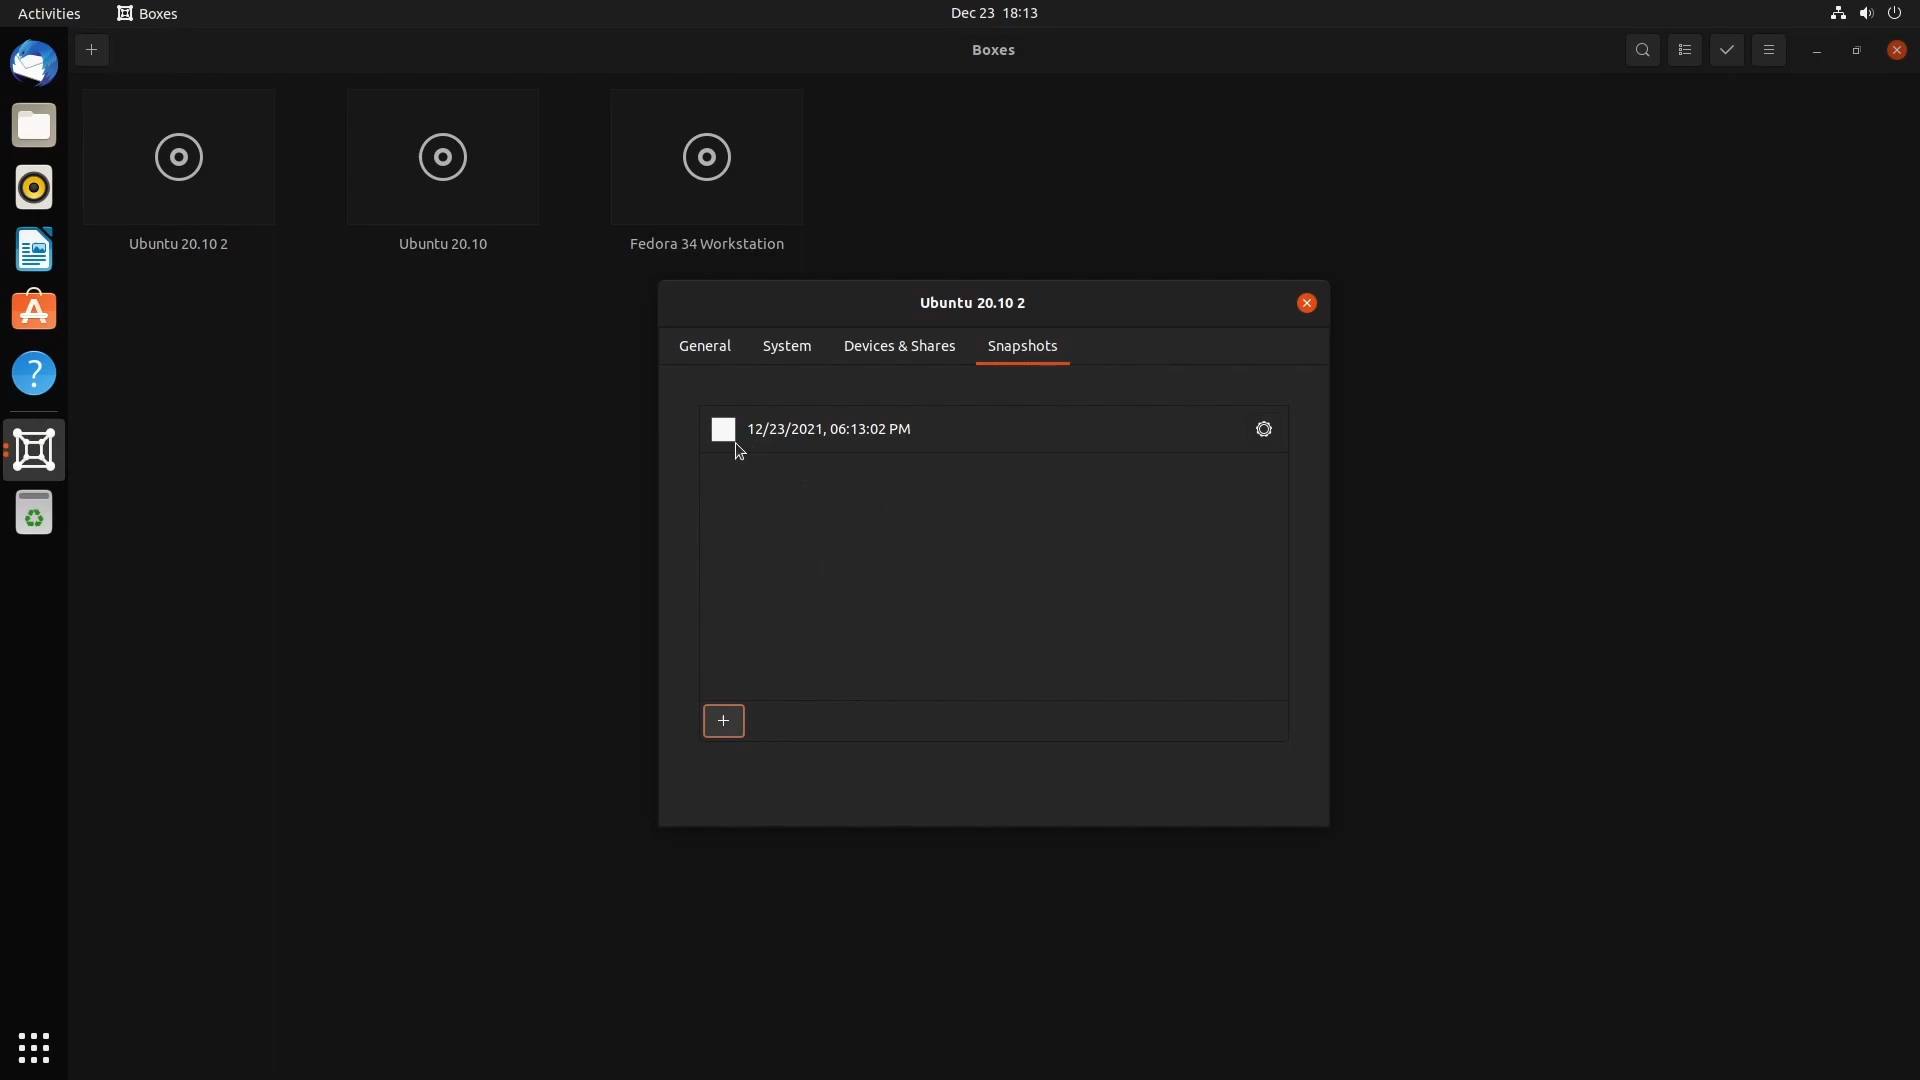 Activities Boxes Dec 23 18:13
Boxes
Ubuntu 20.10 2 Ubuntu 20.10 Fedora 34 Workstation
Ubuntu 20.10 2
General System Devices & Shares Snapshots
12/23/2021, 06:13:02 PM